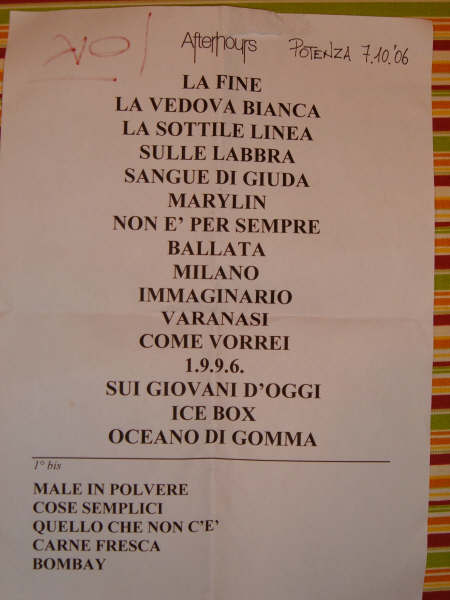 Afterhours
POTENZA 7.10.'06
LA FINE
LA VEDOVA BIANCA
LA SOTTILE LINEA
SULLE LABBRA
SANGUE DI GIUDA
MARYLIN
NON E' PER SEMPRE
BALLATA
MILANO
IMMAGINARIO
VARANASI
COME VORREI
1.9.9.6.
SUI GIOVANI D'OGGI
ICE BOX
OCEANO DI GOMMA
1° bis
MALE IN POLVERE
COSE SEMPLICI
QUELLO CHE NON C'E'
CARNE FRESCA
BOMBAY